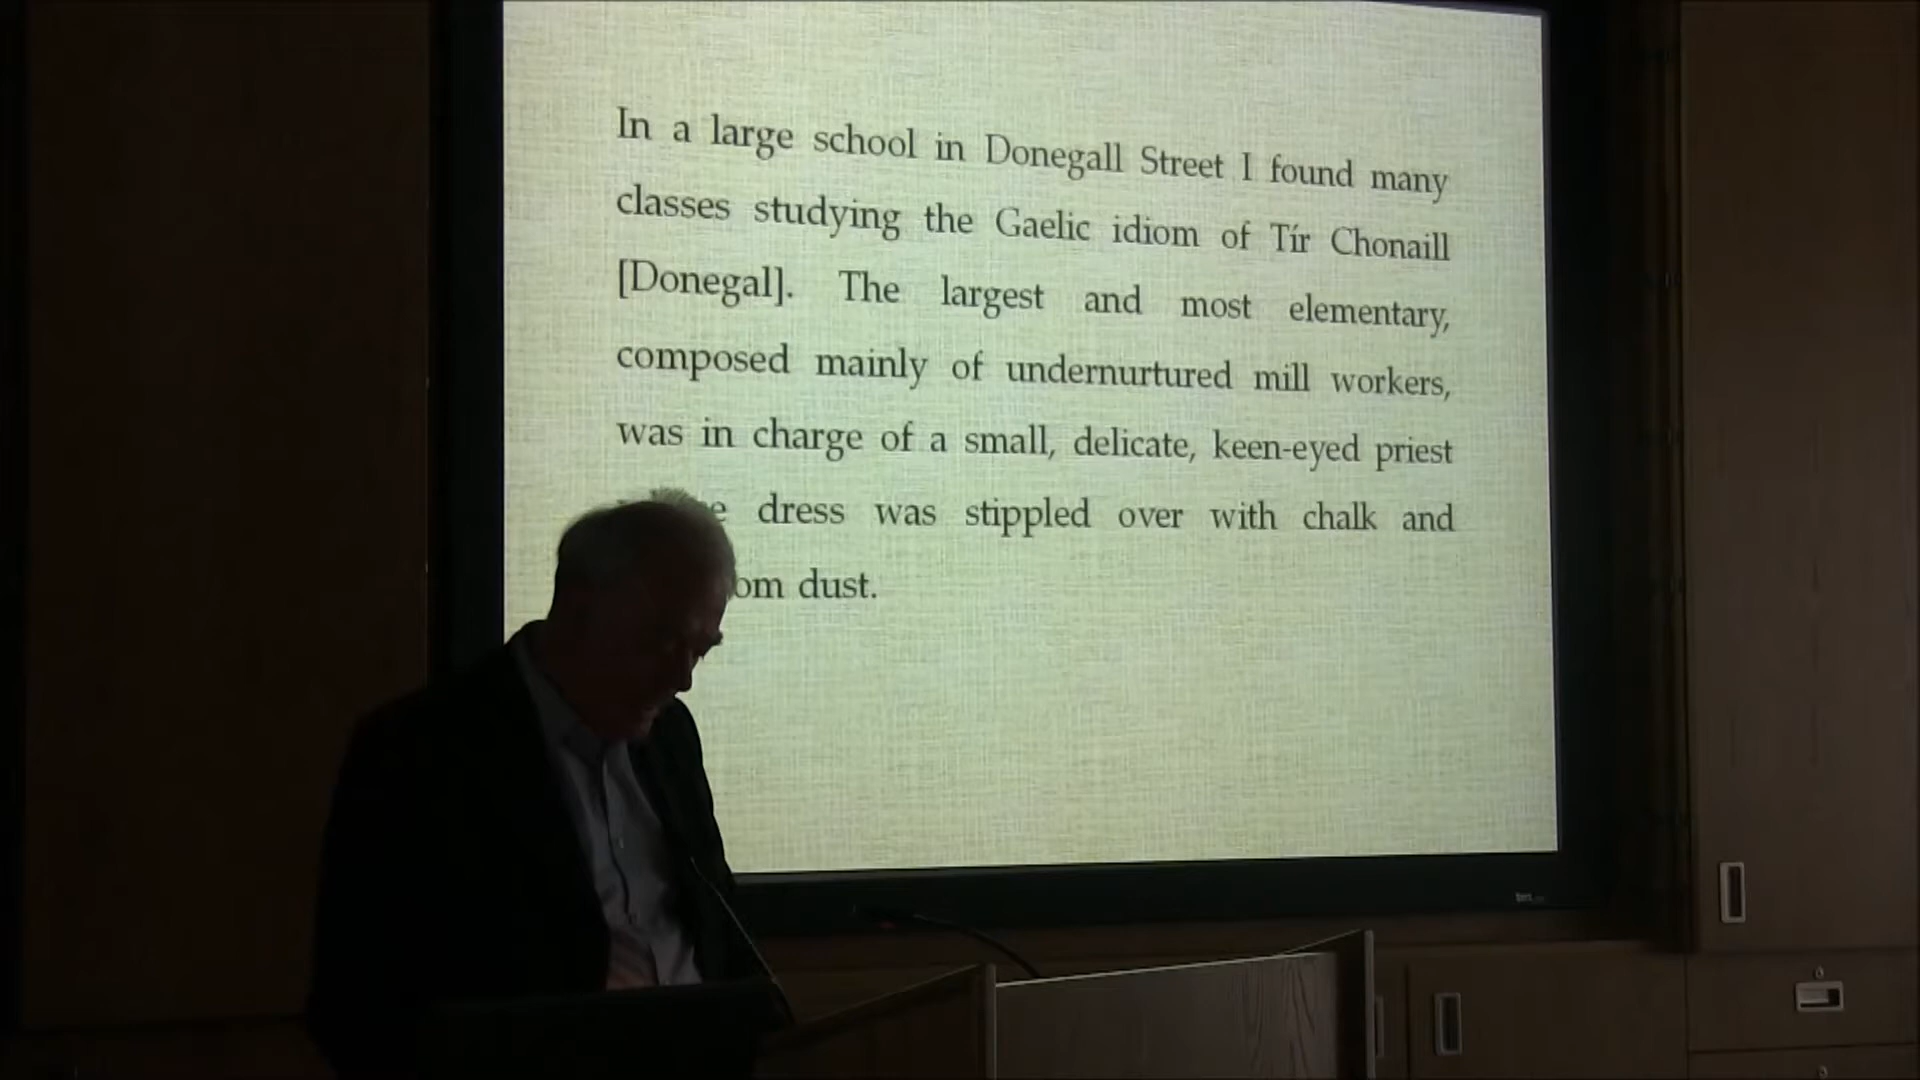 In a large school in Donegall Street I found many
classes studying the Gaelic idiom of Tír Chonaill
[Donegal]. The largest and most elementary,
composed mainly of undernurtured mill workers,
was in charge of a small, delicate, keen-eyed priest
dress was stippled over with chalk and
dust.